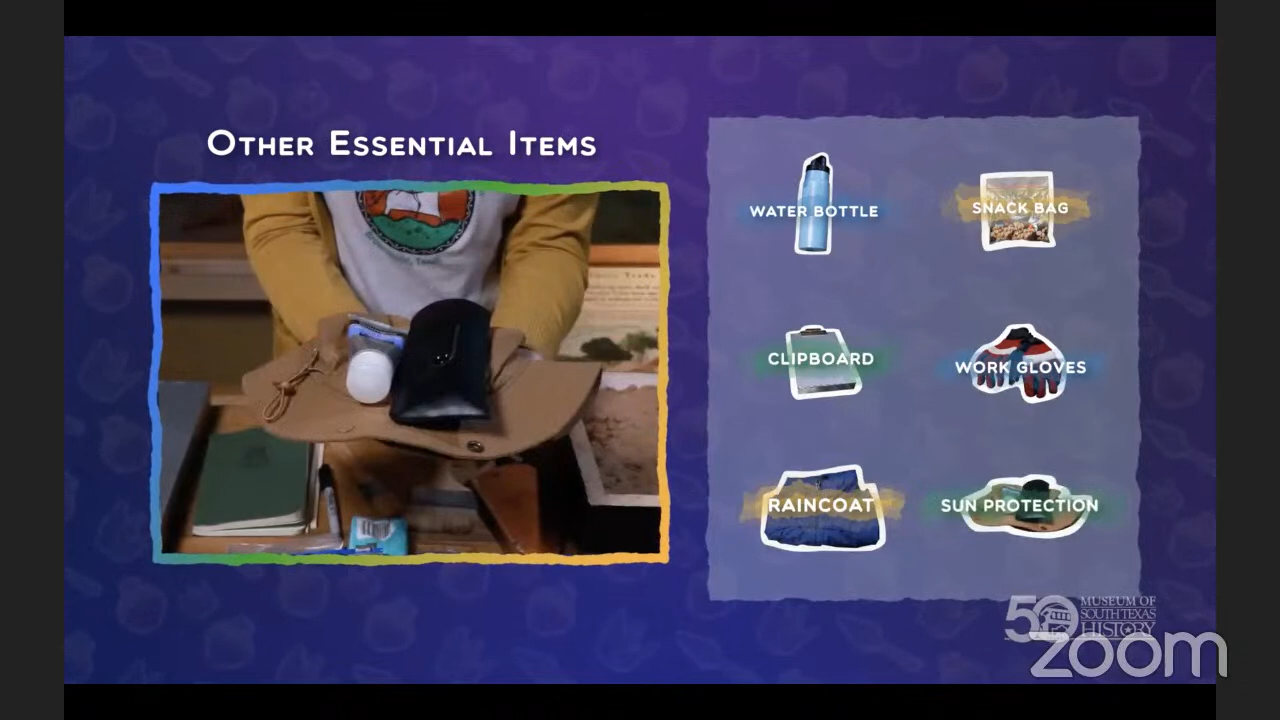 Other Essential Items
WATER BOTTLE
SNACK BAG
CLIPBOARD
WORK GLOVES
RAINCOAT
SUN PROTECTION
50
MUSEUM OF
SOUTH TEXAS
HISTORY
zoom